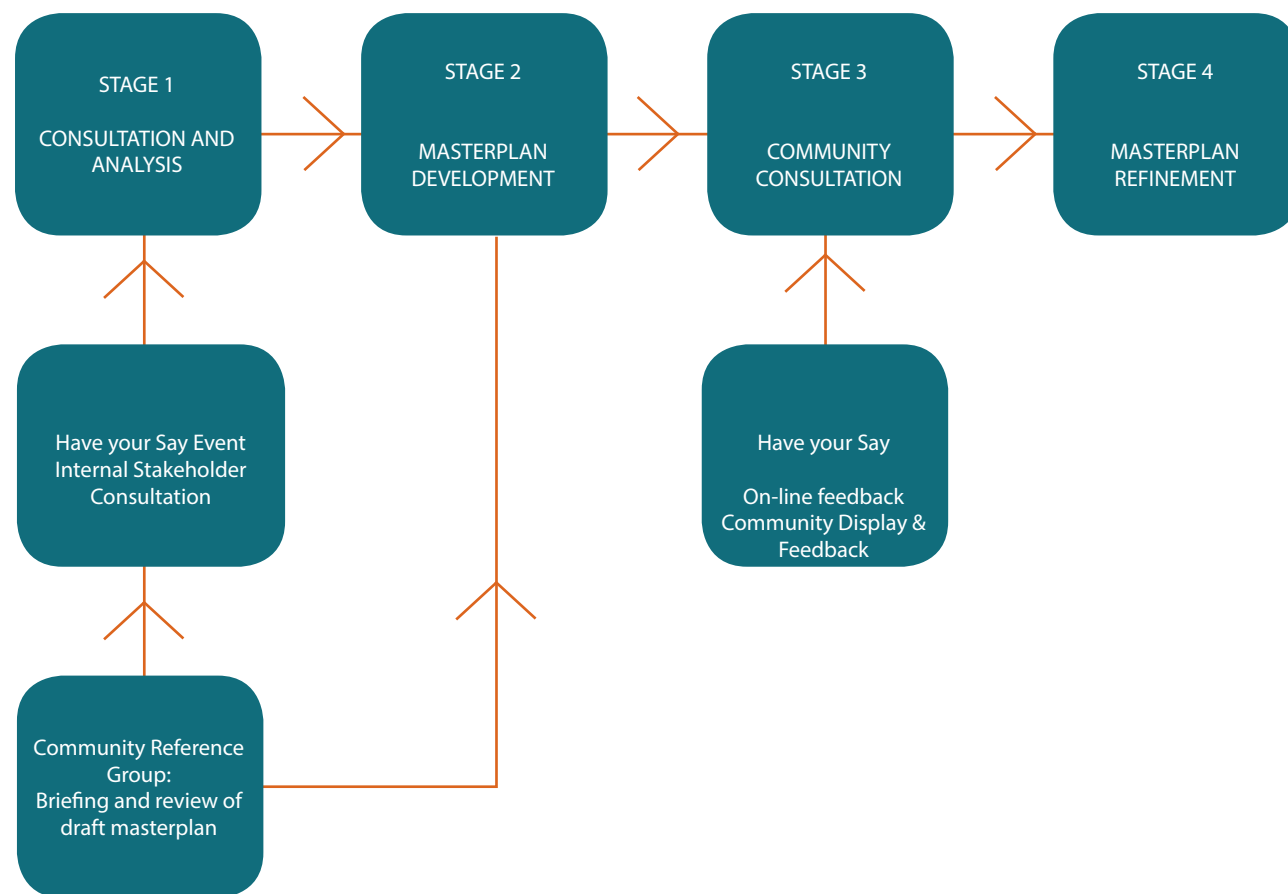 STAGE 1
CONSULTATION AND
ANALYSIS
STAGE 2
MASTERPLAN
DEVELOPMENT
STAGE 3
COMMUNITY
CONSULTATION
STAGE 4
MASTERPLAN
REFINEMENT
Have your Say Event
Internal Stakeholder
Consultation
Have your Say
On-line feedback
Community Display &
Feedback
Community Reference
Group:
Briefing and review of
draft masterplan